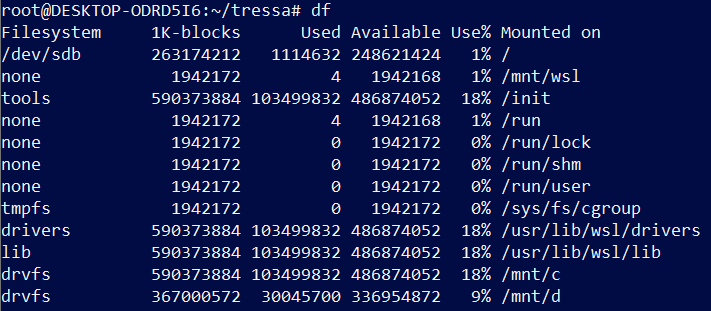 root@DESKTOP-ODRD5I6:~/tressa# df
Filesystem     1K-blocks      Used Available Use% Mounted on
/dev/sdb       263174212   1114632 248621424   1% /
none             1942172         4   1942168   1% /mnt/wsl
tools          590373884 103499832 486874052  18% /init
none             1942172         4   1942168   1% /run
none             1942172         0   1942172   0% /run/lock
none             1942172         0   1942172   0% /run/shm
none             1942172         0   1942172   0% /run/user
tmpfs            1942172         0   1942172   0% /sys/fs/cgroup
drivers        590373884 103499832 486874052  18% /usr/lib/wsl/drivers
lib            590373884 103499832 486874052  18% /usr/lib/wsl/lib
drvfs          590373884 103499832 486874052  18% /mnt/c
drvfs          367000572  30045700 336954872   9% /mnt/d